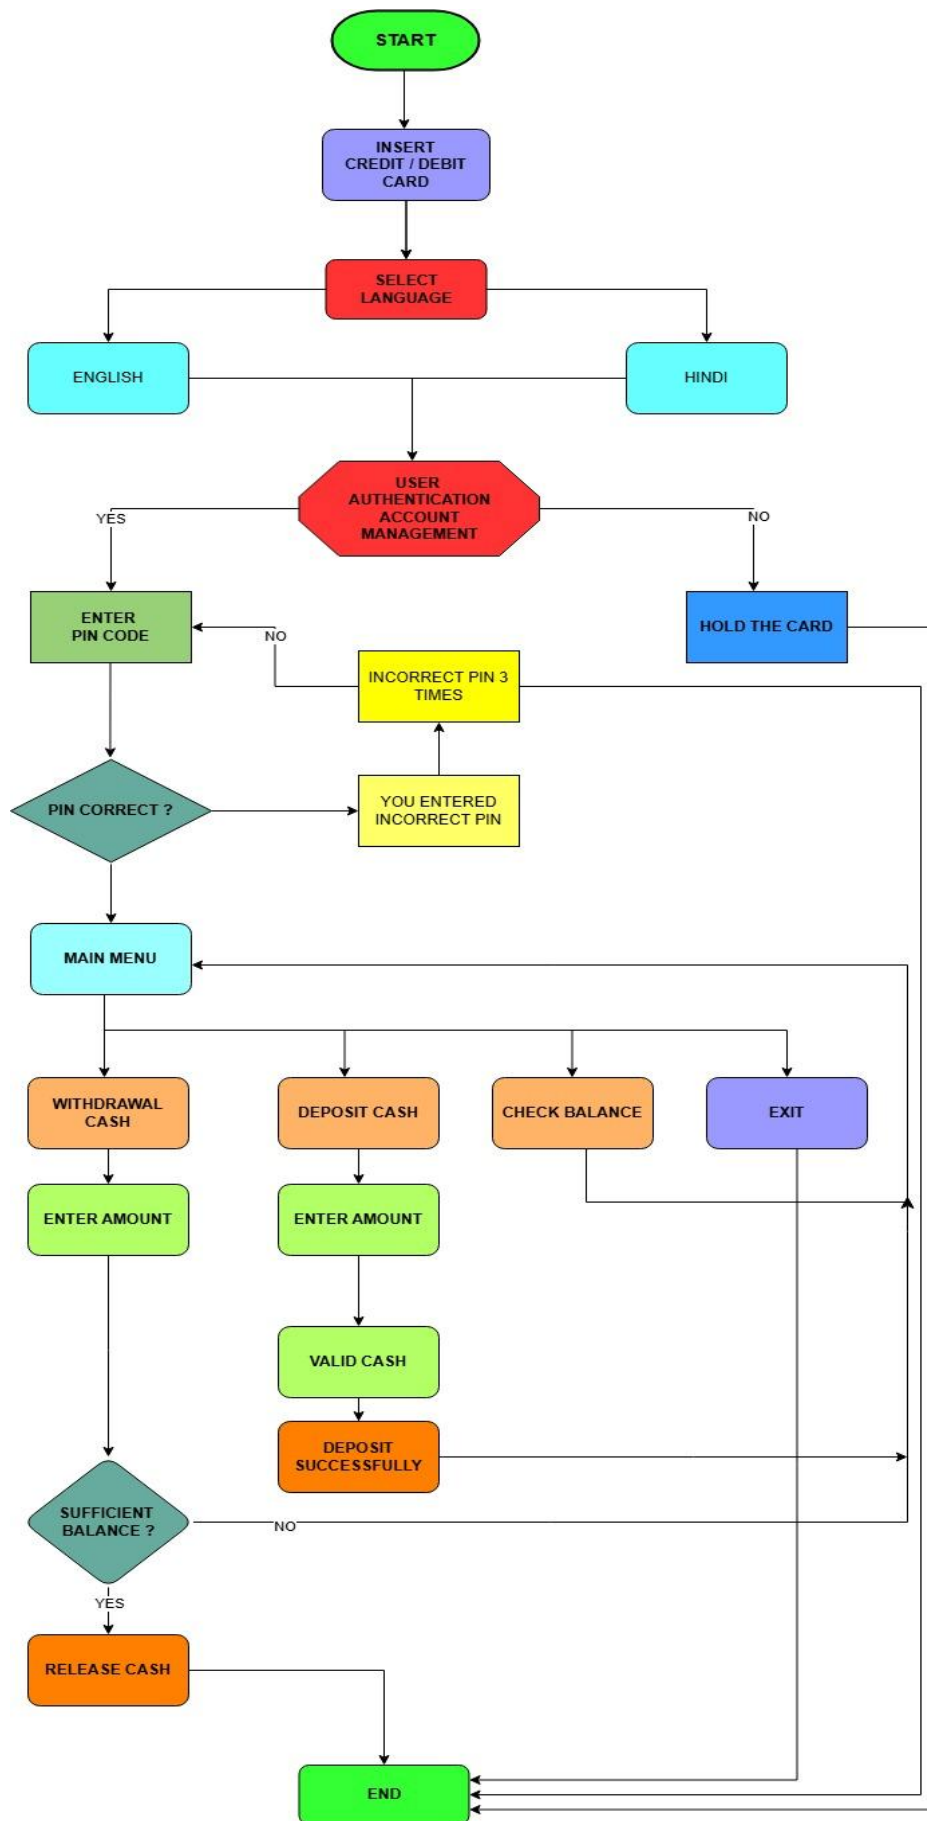 START
INSERT
CREDIT / DEBIT
CARD
SELECT
LANGUAGE
ENGLISH
HINDI
USER
AUTHENTICATION
ACCOUNT
MANAGEMENT
YES
NO
ENTER
PIN CODE
HOLD THE CARD
NO
INCORRECT PIN 3
TIMES
PIN CORRECT ?
YOU ENTERED
INCORRECT PIN
MAIN MENU
WITHDRAWAL
CASH
DEPOSIT CASH
CHECK BALANCE
EXIT
ENTER AMOUNT
ENTER AMOUNT
VALID CASH
DEPOSIT
SUCCESSFULLY
SUFFICIENT
BALANCE ?
NO
YES
RELEASE CASH
END